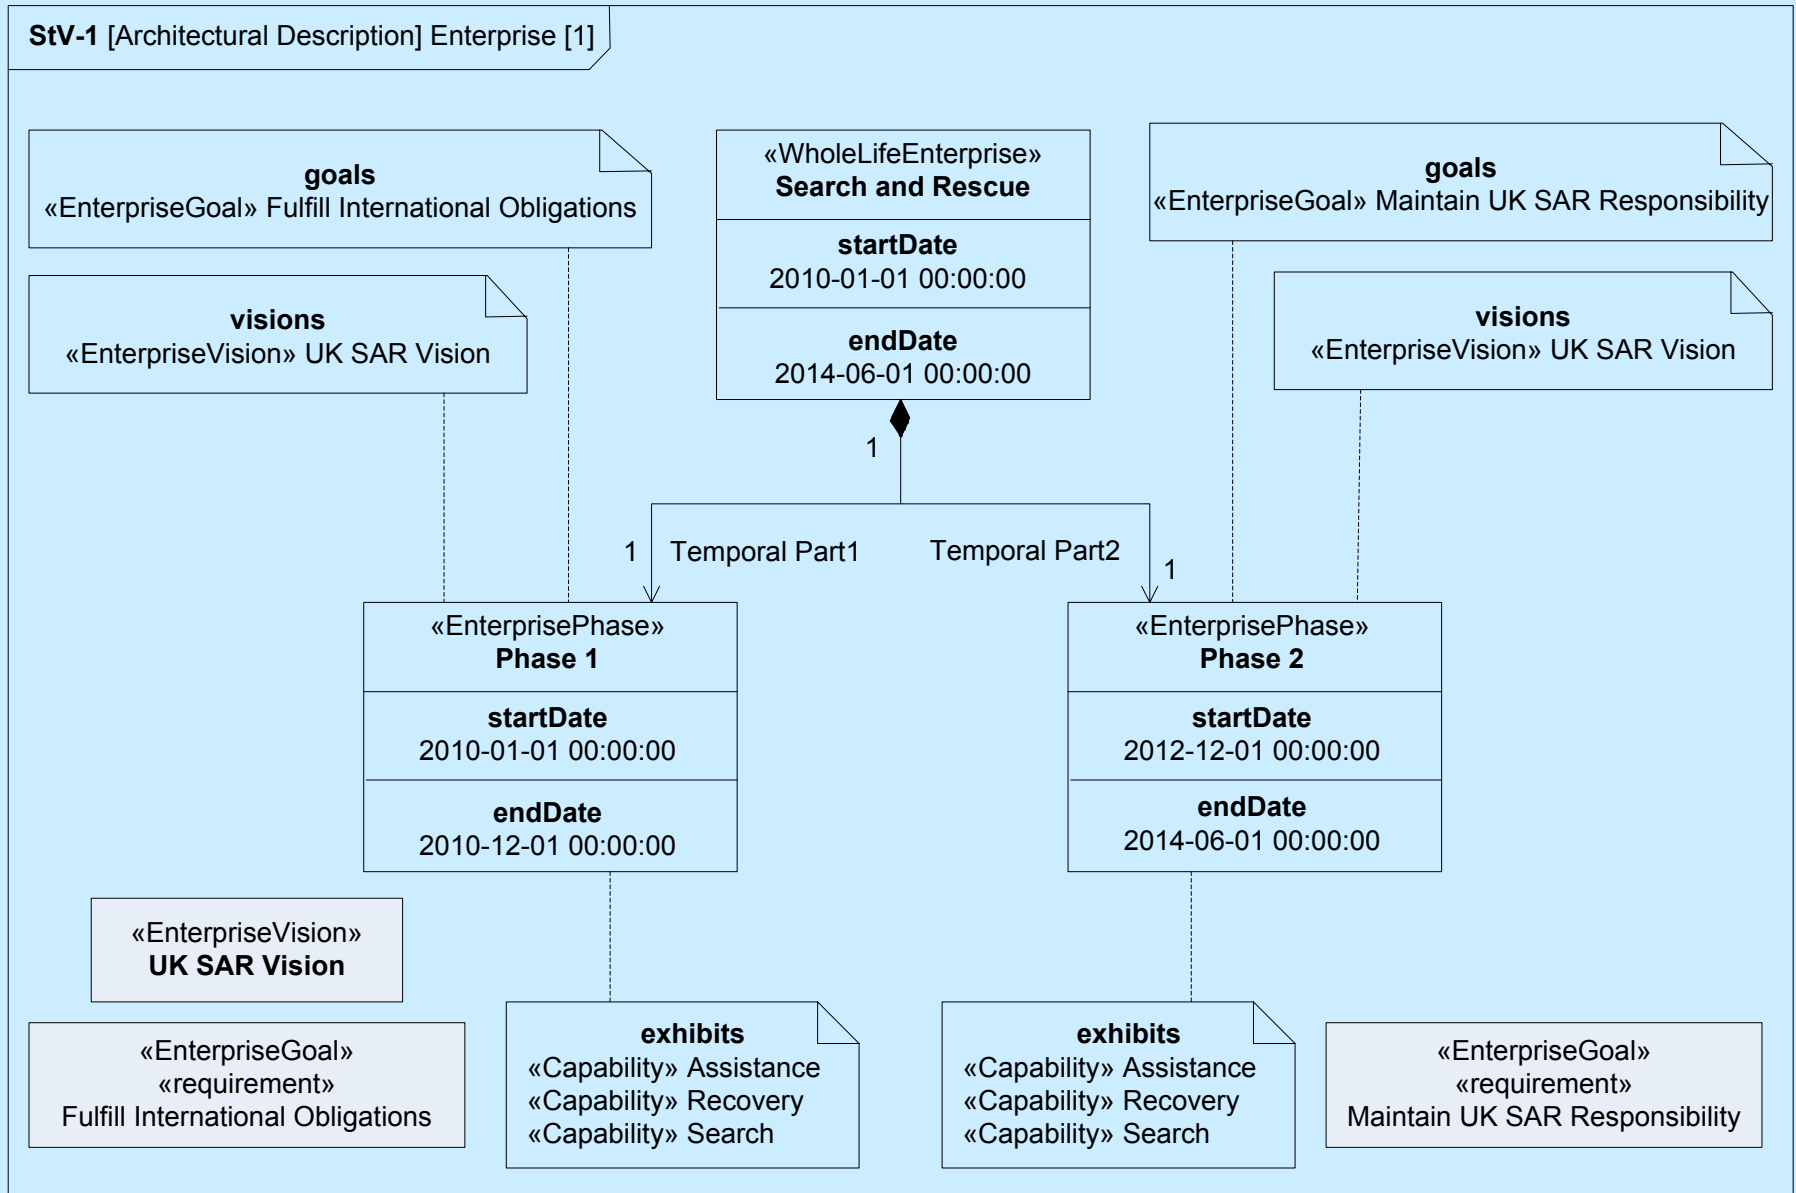 StV-1 [Architectural Description] Enterprise [1]
goals
«EnterpriseGoal» Fulfill International Obligations
visions
«EnterpriseVision» UK SAR Vision
«WholeLifeEnterprise»
Search and Rescue
startDate
2010-01-01 00:00:00
endDate
2014-06-01 00:00:00
goals
«EnterpriseGoal» Maintain UK SAR Responsibility
visions
«EnterpriseVision» UK SAR Vision
1
1
Temporal Part1
Temporal Part2
1
«EnterprisePhase»
Phase 1
startDate
2010-01-01 00:00:00
endDate
2010-12-01 00:00:00
«EnterprisePhase»
Phase 2
startDate
2012-12-01 00:00:00
endDate
2014-06-01 00:00:00
«EnterpriseVision»
UK SAR Vision
«EnterpriseGoal»
«requirement»
Fulfill International Obligations
exhibits
«Capability» Assistance
«Capability» Recovery
«Capability» Search
exhibits
«Capability» Assistance
«Capability» Recovery
«Capability» Search
«EnterpriseGoal»
«requirement»
Maintain UK SAR Responsibility